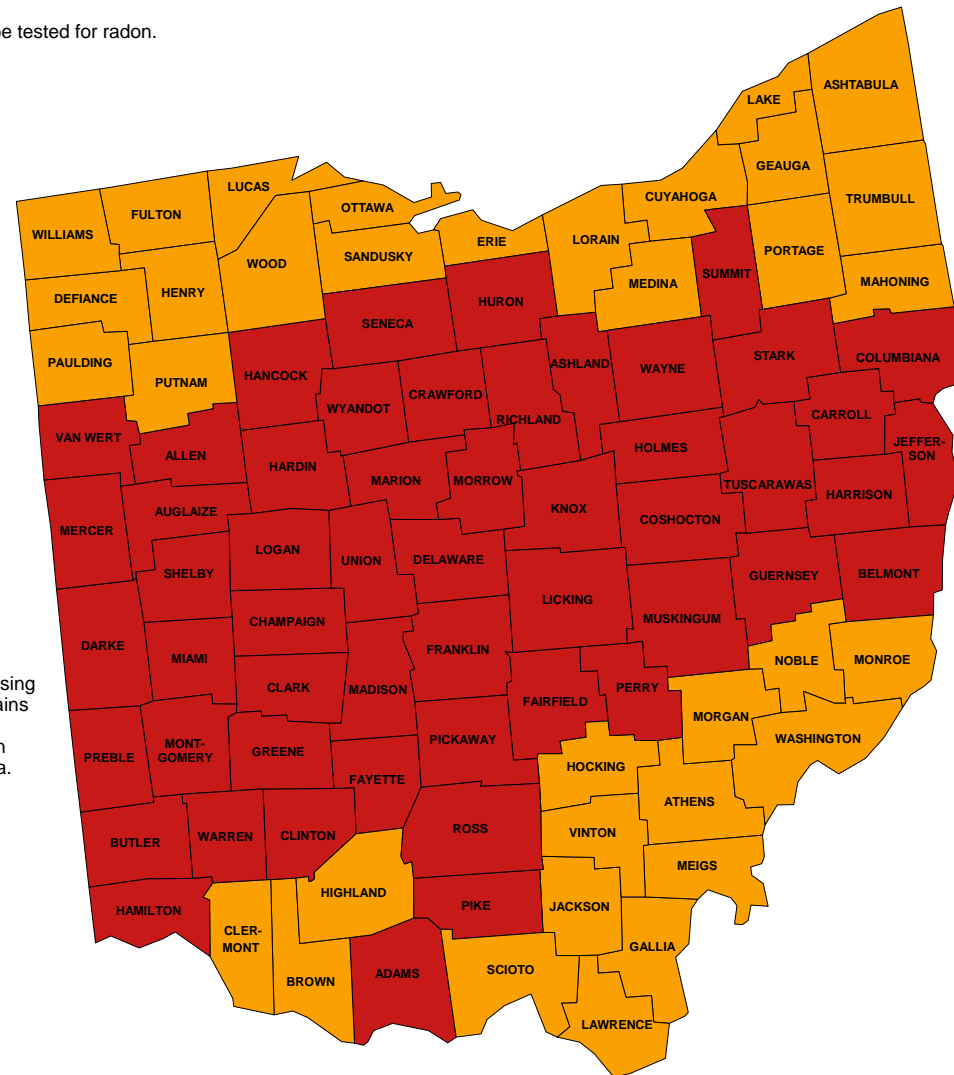 be tested for radon.
ASHTABULA
LAKE
GEAUGA
CUYAHOGA
TRUMBULL
LUCAS
OTTAWA
FULTON
WILLIAMS
ERIE
LORAIN
PORTAGE
SANDUSKY
WOOD
SUMMIT
MEDINA
MAHONING
HENRY
DEFIANCE
HURON
SENECA
STARK
COLUMBIANA
PAULDING
ASHLAND
WAYNE
HANCOCK
PUTNAM
CRAWFORD
WYANDOT
RICHLAND
CARROLL
VAN WERT
ALLEN
HOLMES
JEFFER-
SON
HARDIN
MARION
MORROW
TUSCARAWAS
HARRISON
KNOX
AUGLAIZE
COSHOCTON
MERCER
LOGAN
UNION
DELAWARE
SHELBY
GUERNSEY
BELMONT
LICKING
CHAMPAIGN
MUSKINGUM
DARKE
FRANKLIN
MIAMI
NOBLE
MONROE
sing
CLARK
MADISON
PERRY
ains
FAIRFIELD
MORGAN
PICKAWAY
WASHINGTON
n
PREBLE
MONT-
GOMERY
GREENE
a.
HOCKING
FAYETTE
ATHENS
ROSS
VINTON
BUTLER
WARREN
CLINTON
MEIGS
HIGHLAND
HAMILTON
PIKE
JACKSON
CLER-
MONT
GALLIA
SCIOTO
ADAMS
BROWN
LAWRENCE